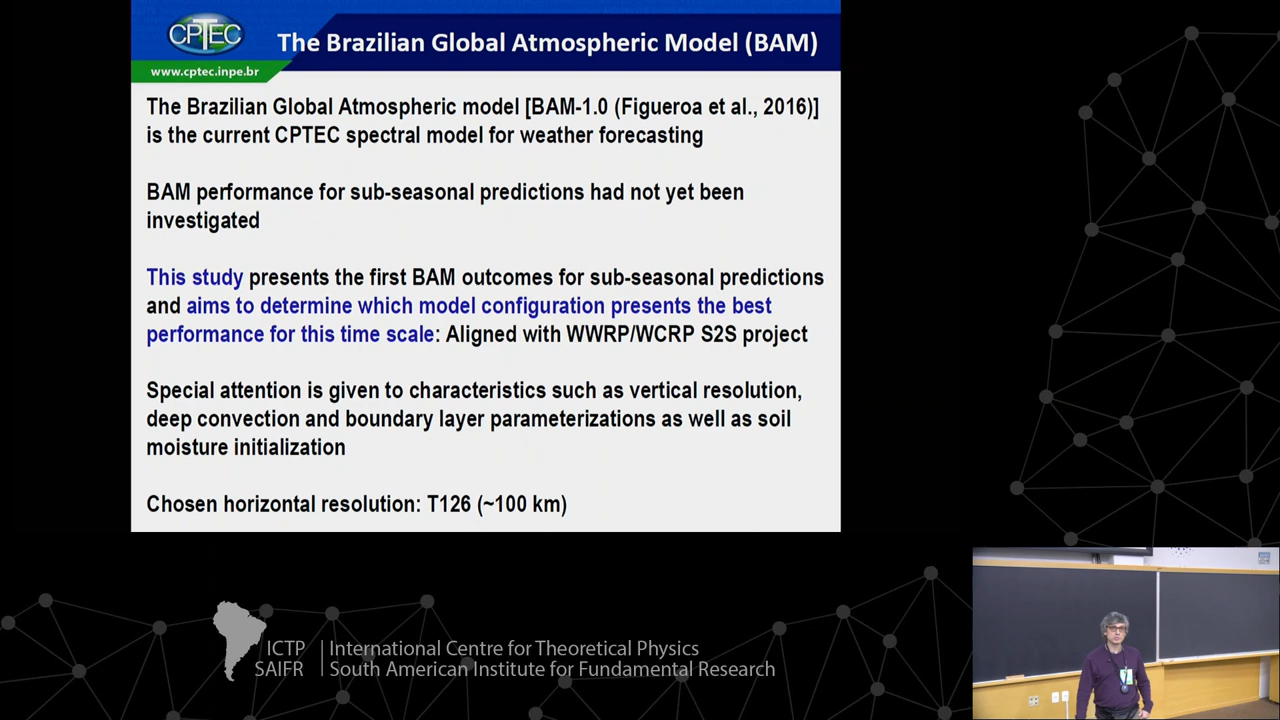 CPTEC
www.cptec.inpe.br
The Brazilian Global Atmospheric Model (BAM)
The Brazilian Global Atmospheric model [BAM-1.0 (Figueroa et al., 2016)]
is the current CPTEC spectral model for weather forecasting
BAM performance for sub-seasonal predictions had not yet been
investigated
This study presents the first BAM outcomes for sub-seasonal predictions
and aims to determine which model configuration presents the best
performance for this time scale: Aligned with WWRP/WCRP S2S project
Special attention is given to characteristics such as vertical resolution,
deep convection and boundary layer parameterizations as well as soil
moisture initialization
Chosen horizontal resolution: T126 (~100 km)
ICTP
SAIFR
International Centre for Theoretical Physics
South American Institute for Fundamental Research